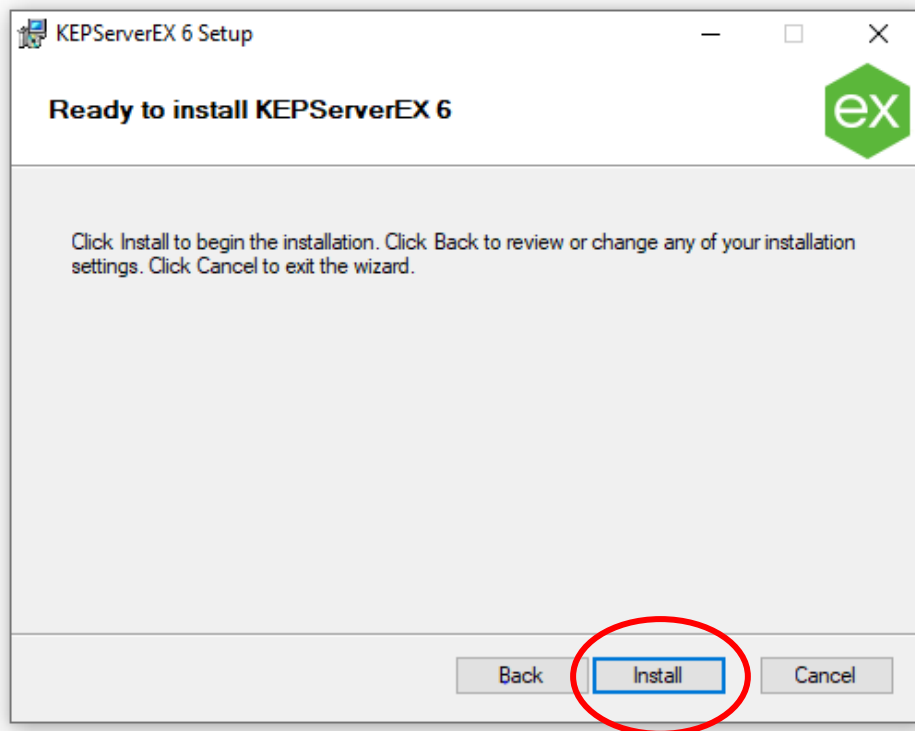 KEPServerEX 6 Setup
Ready to install KEPServerEX 6
ex
Click Install to begin the installation. Click Back to review or change any of your installation
settings. Click Cancel to exit the wizard.
Back
Install
Cancel